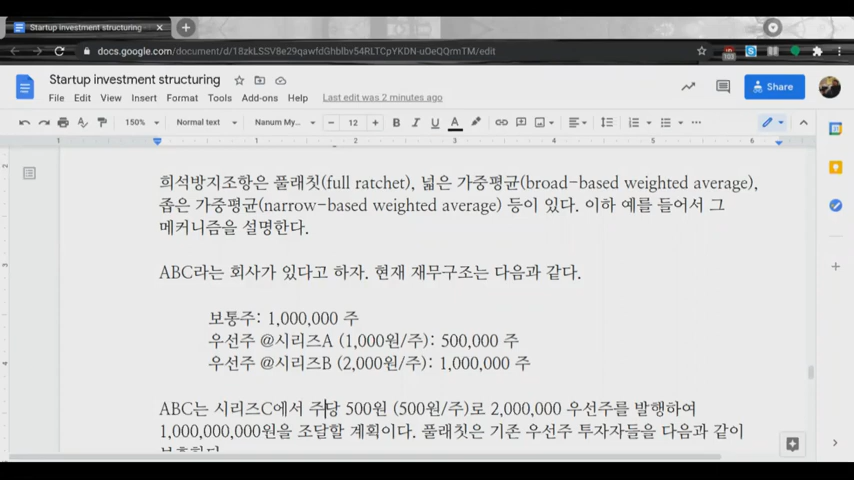 Startup investment structuring
docs.google.com/document/d/18zkLSSV8e29qawfdGhbIbv54RLTCpYKDN-uOeQQrmTM/edit
103
Startup investment structuring
Share
File Edit View Insert Format Tools Add-ons Help Last edit was 2 minutes ago
150% Normal text Nanum My... 12 B I U A
1 1 2 3 4 5 6
희석방지조항은 풀래칫(full ratchet), 넓은 가중평균(broad-based weighted average),
좁은 가중평균(narrow-based weighted average) 등이 있다. 이하 예를 들어서 그
메커니즘을 설명한다.
ABC라는 회사가 있다고 하자. 현재 재무구조는 다음과 같다.
보통주: 1,000,000 주
우선주 @시리즈A (1,000원/주): 500,000 주
우선주 @시리즈B (2,000원/주): 1,000,000 주
ABC는 시리즈C에서 주당 500원 (500원/주)로 2,000,000 우선주를 발행하여
1,000,000,000원을 조달할 계획이다. 풀래칫은 기존 우선주 투자자들을 다음과 같이